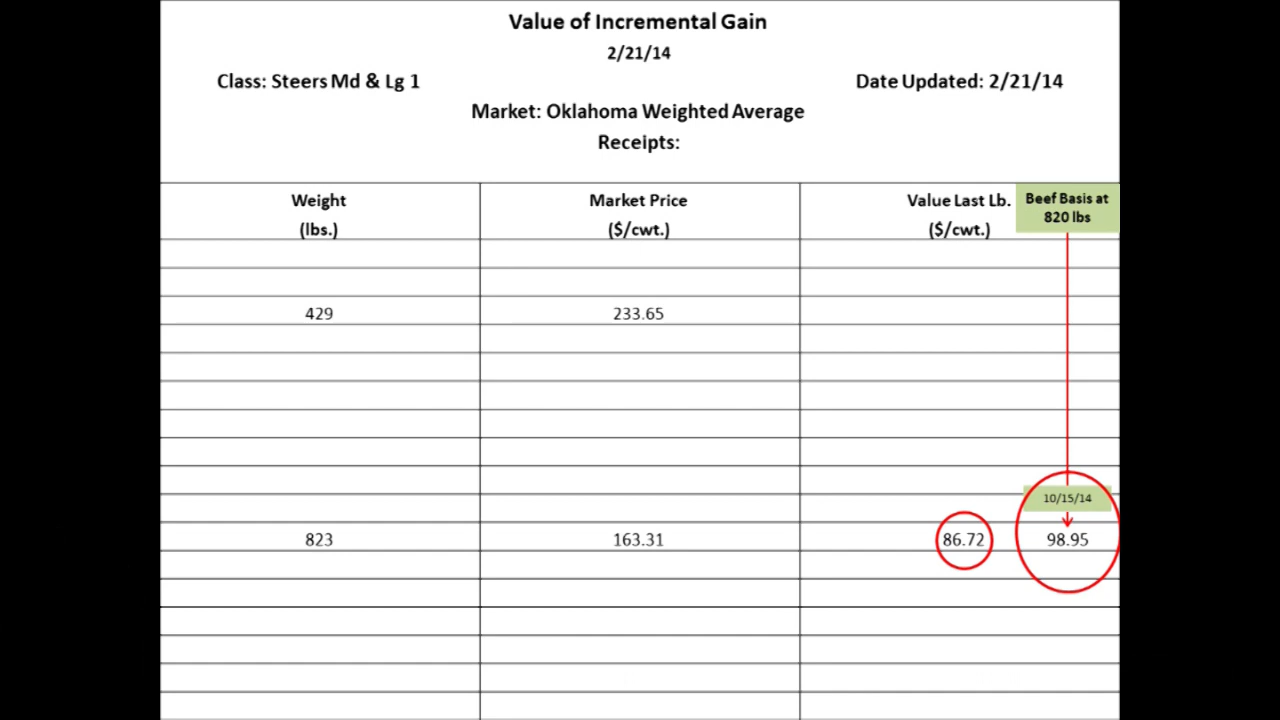 Value of Incremental Gain
2/21/14
Class: Steers Md & Lg 1
Date Updated: 2/21/14
Market: Oklahoma Weighted Average
Receipts:
Weight
(lbs.)
Market Price
($/cwt.)
Value Last Lb.
($/cwt.)
Beef Basis at
820 lbs
429 233.65
10/15/14
823 163.31 86.72 98.95